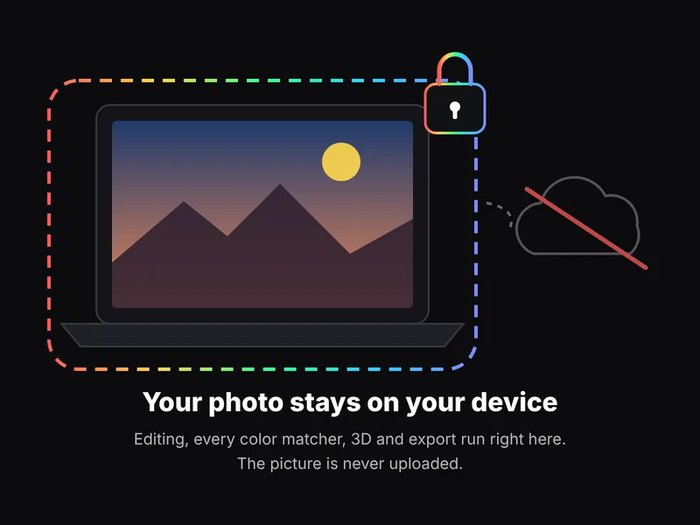 Your photo stays on your device
Editing, every color matcher, 3D and export run right here.
The picture is never uploaded.